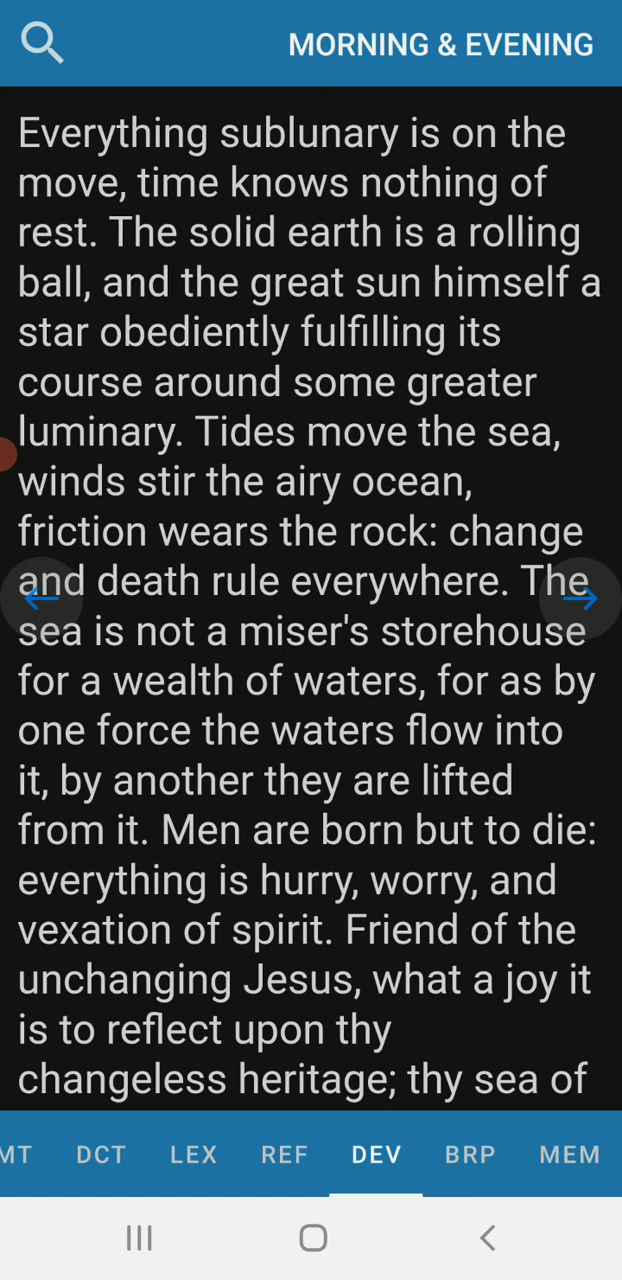 MORNING & EVENING
Everything sublunary is on the
move, time knows nothing of
rest. The solid earth is a rolling
ball, and the great sun himself a
star obediently fulfilling its
course around some greater
luminary. Tides move the sea,
winds stir the airy ocean,
friction wears the rock: change
and death rule everywhere. The
sea is not a miser's storehouse
for a wealth of waters, for as by
one force the waters flow into
it, by another they are lifted
from it. Men are born but to die:
everything is hurry, worry, and
vexation of spirit. Friend of the
unchanging Jesus, what a joy it
is to reflect upon thy
changeless heritage; thy sea of
MT DCT LEX REF DEV BRP MEM